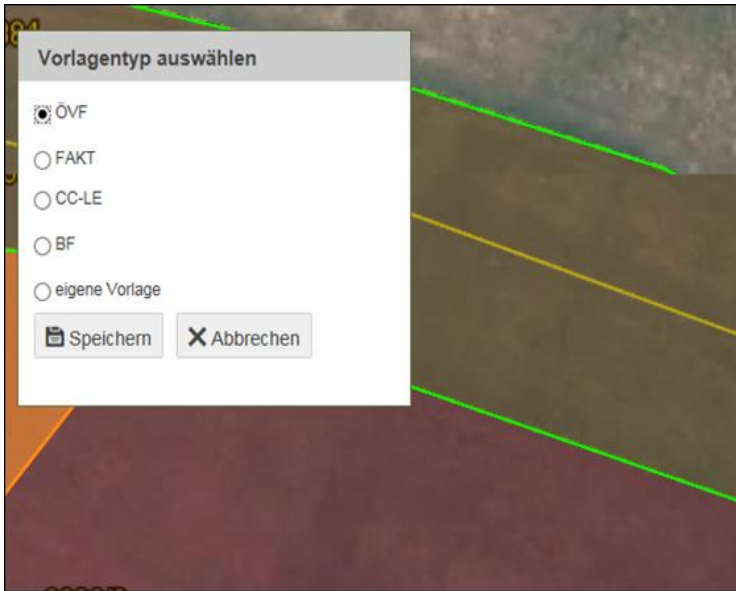 Vorlagentyp auswählen
ÖVF
FAKT
CC-LE
BF
eigene Vorlage
Speichern
Abbrechen